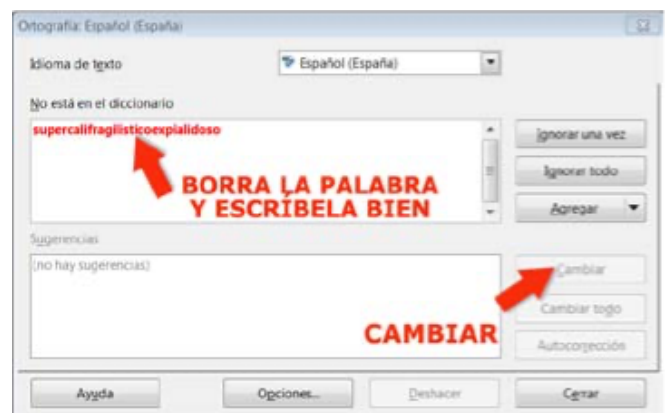 Ortografía: Español (España)
Idioma de texto
Español (España)
No está en el diccionario
supercalifragilisticoexpialidoso
BORRA LA PALABRA
Y ESCRÍBELA BIEN
Ignorar una vez
Ignorar todo
Agregar
Sugerencias
(no hay sugerencias)
CAMBIAR
Cambiar
Cambiar todo
Autocorrección
Ayuda
Opciones...
Deshacer
Cerrar